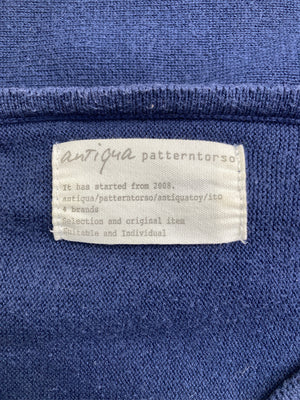 antiqua patterntorso
It has started from 2008.
antiqua/patterntorso/antiquatoy/ito
4 brands
Selection and original item
Suitable and Individual